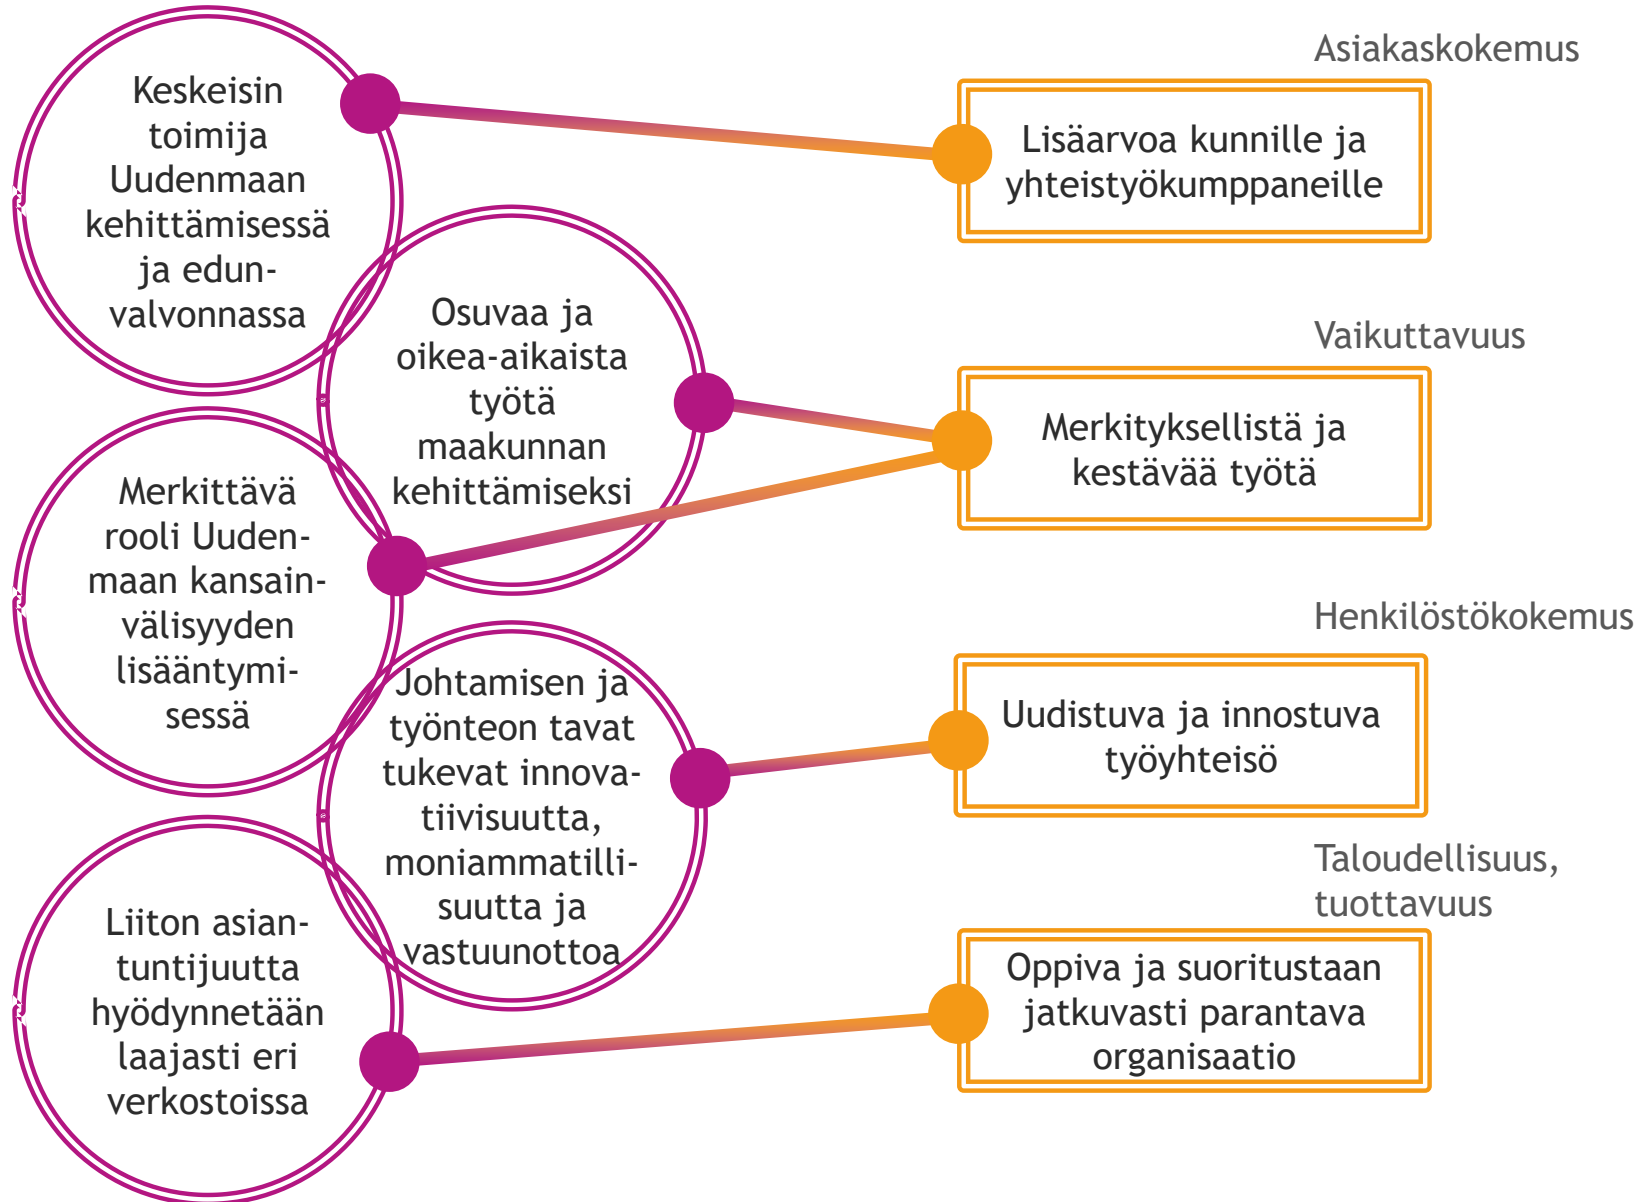 Keskeisin
toimija
Uudenmaan
kehittämisessä
ja edun-
valvonnassa
Osuvaa ja
oikea-aikaista
työtä
maakunnan
kehittämiseksi
Merkittävä
rooli Uuden-
maan kansain-
välisyyden
lisääntymi-
sessä
Johtamisen ja
työnteon tavat
tukevat innova-
tiivisuutta,
moniammatilli-
suutta ja
vastuunottoa
Liiton asian-
tuntijuutta
hyödynnetään
laajasti eri
verkostoissa
Asiakaskokemus
Lisäarvoa kunnille ja
yhteistyökumppaneille
Vaikuttavuus
Merkityksellistä ja
kestävää työtä
Henkilöstökokemus
Uudistuva ja innostuva
työyhteisö
Taloudellisuus,
tuottavuus
Oppiva ja suoritustaan
jatkuvasti parantava
organisaatio